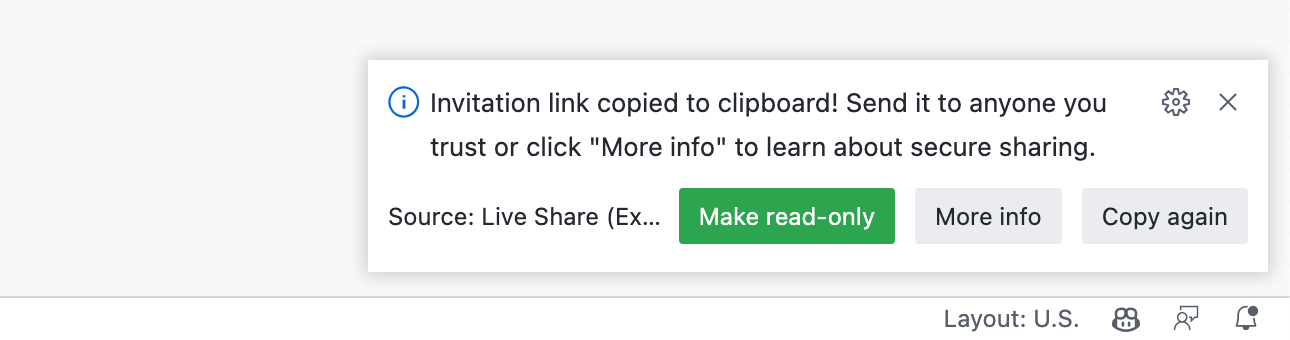 Invitation link copied to clipboard! Send it to anyone you
trust or click "More info" to learn about secure sharing.
Source: Live Share (Ex... Make read-only More info Copy again
Layout: U.S.